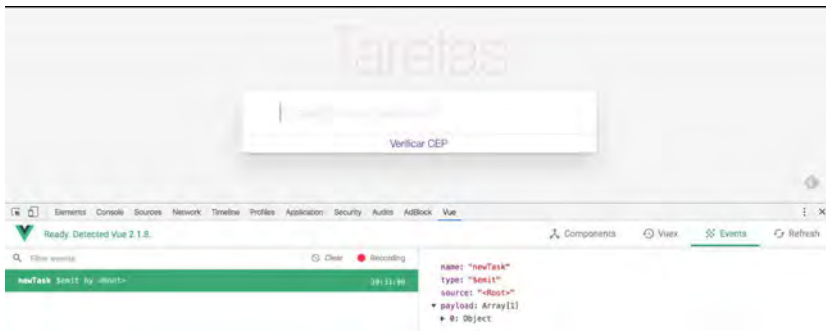 Tarefas
Verificar CEP
Elements Console Sources Network Timeline Profiles Application Security Audits AdBlock Vue
Ready. Detected Vue 2.1.8.
Components Vuex Events Refresh
Filter events
Clear Recording
newTask $emit by <Root>
name: "newTask"
type: "$emit"
source: "<Root>"
payload: Array[1]
0: Object